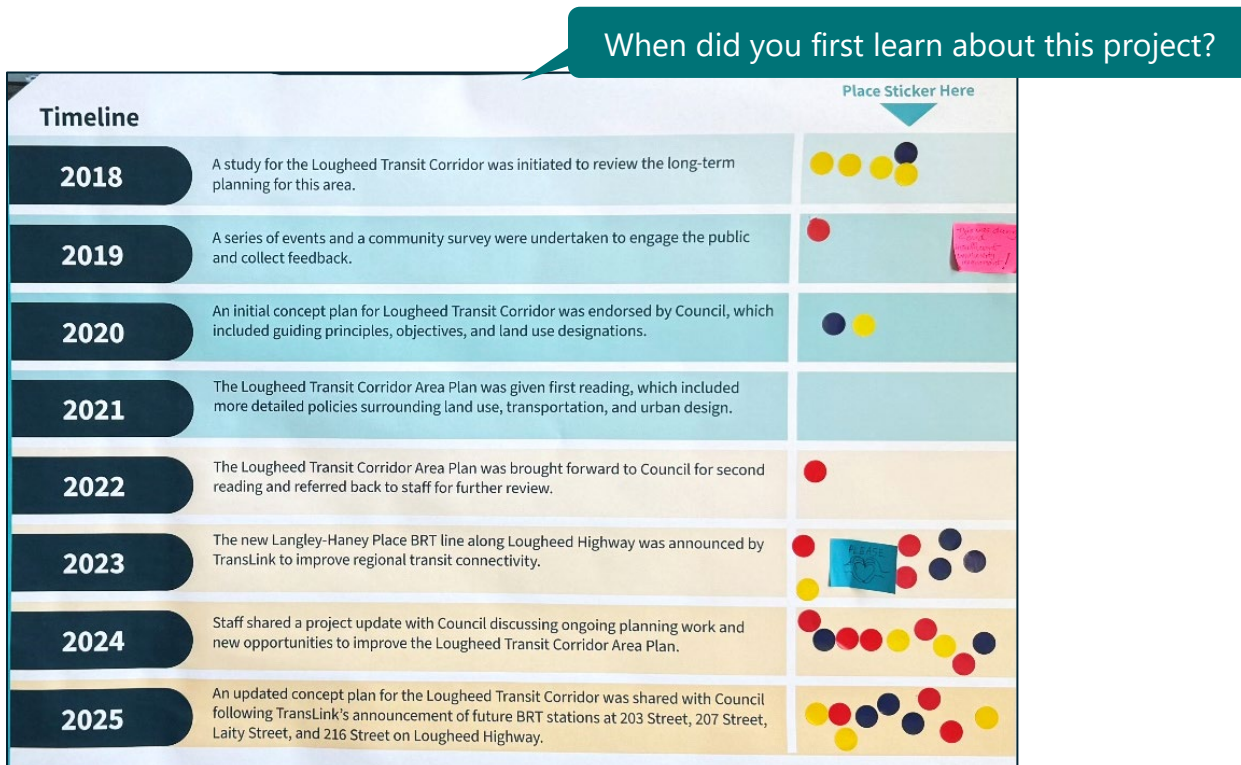 When did you first learn about this project?
Place Sticker Here
Timeline
2018
A study for the Lougheed Transit Corridor was initiated to review the long-term
planning for this area.
2019
A series of events and a community survey were undertaken to engage the public
and collect feedback.
2020
An initial concept plan for Lougheed Transit Corridor was endorsed by Council, which
included guiding principles, objectives, and land use designations.
2021
The Lougheed Transit Corridor Area Plan was given first reading, which included
more detailed policies surrounding land use, transportation, and urban design.
2022
The Lougheed Transit Corridor Area Plan was brought forward to Council for second
reading and referred back to staff for further review.
2023
The new Langley-Haney Place BRT line along Lougheed Highway was announced by
TransLink to improve regional transit connectivity.
PLEASE
2024
Staff shared a project update with Council discussing ongoing planning work and
new opportunities to improve the Lougheed Transit Corridor Area Plan.
2025
An updated concept plan for the Lougheed Transit Corridor was shared with Council
following TransLink's announcement of future BRT stations at 203 Street, 207 Street,
Laity Street, and 216 Street on Lougheed Highway.